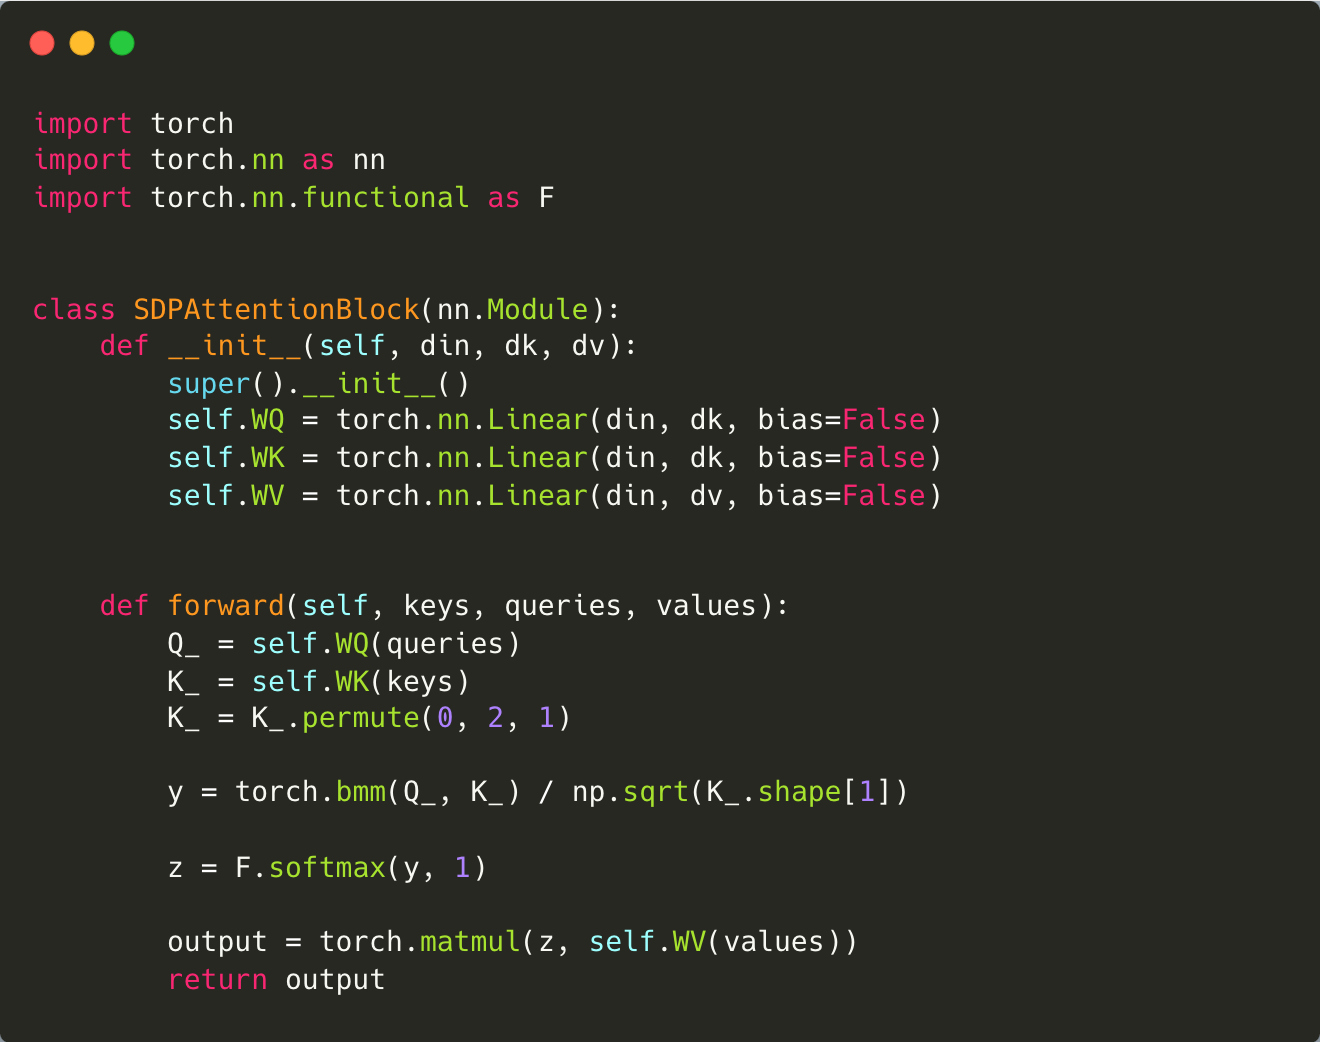 import torch
import torch.nn as nn
import torch.nn.functional as F
class SDPAttentionBlock(nn.Module):
    def __init__(self, din, dk, dv):
        super().__init__()
        self.WQ = torch.nn.Linear(din, dk, bias=False)
        self.WK = torch.nn.Linear(din, dk, bias=False)
        self.WV = torch.nn.Linear(din, dv, bias=False)
    def forward(self, keys, queries, values):
        Q_ = self.WQ(queries)
        K_ = self.WK(keys)
        K_ = K_.permute(0, 2, 1)
        y = torch.bmm(Q_, K_) / np.sqrt(K_.shape[1])
        z = F.softmax(y, 1)
        output = torch.matmul(z, self.WV(values))
        return output